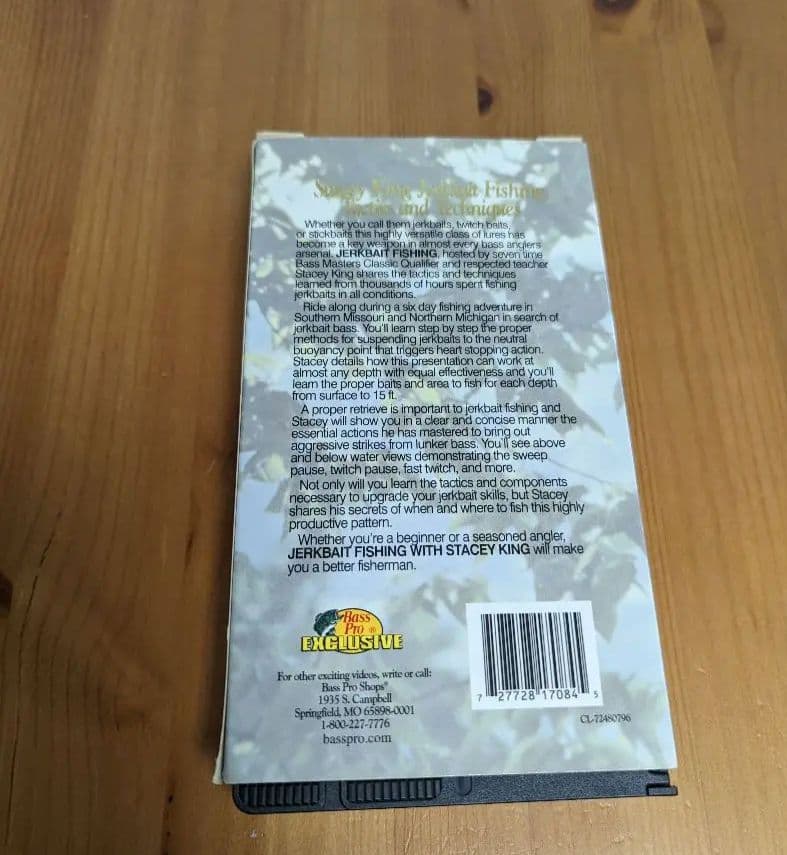 Stacey King Jerkbait Fishing
Tactics and Techniques
Whether you call them jerkbaits, twitch baits,
or stickbaits this highly versatile class of lures has
become a key weapon in almost every bass anglers
arsenal. JERKBAIT FISHING, hosted by seven time
Bass Masters Classic Qualifier and respected teacher
Stacey King shares the tactics and techniques
learned from thousands of hours spent fishing
jerkbaits in all conditions.
Ride along during a six day fishing adventure in
Southern Missouri and Northern Michigan in search of
jerkbait bass. You'll learn step by step the proper
methods for suspending jerkbaits to the neutral
buoyancy point that triggers heart stopping action.
Stacey details how this presentation can work at
almost any depth with equal effectiveness and you'll
learn the proper baits and area to fish for each depth
from surface to 15 ft.
A proper retrieve is important to jerkbait fishing and
Stacey will show you in a clear and concise manner the
essential actions he has mastered to bring out
aggressive strikes from lunker bass. You'll see above
and below water views demonstrating the sweep
pause, twitch pause, fast twitch, and more.
Not only will you learn the tactics and components
necessary to upgrade your jerkbait skills, but Stacey
shares his secrets of when and where to fish this highly
productive pattern.
Whether you're a beginner or a seasoned angler,
JERKBAIT FISHING WITH STACEY KING will make
you a better fisherman.
Bass
Pro ®
EXCLUSIVE
For other exciting videos, write or call:
Bass Pro Shops®
1935 S. Campbell
Springfield, MO 65898-0001
1-800-227-7776
basspro.com
7 27728 17084 5
CL-72480796